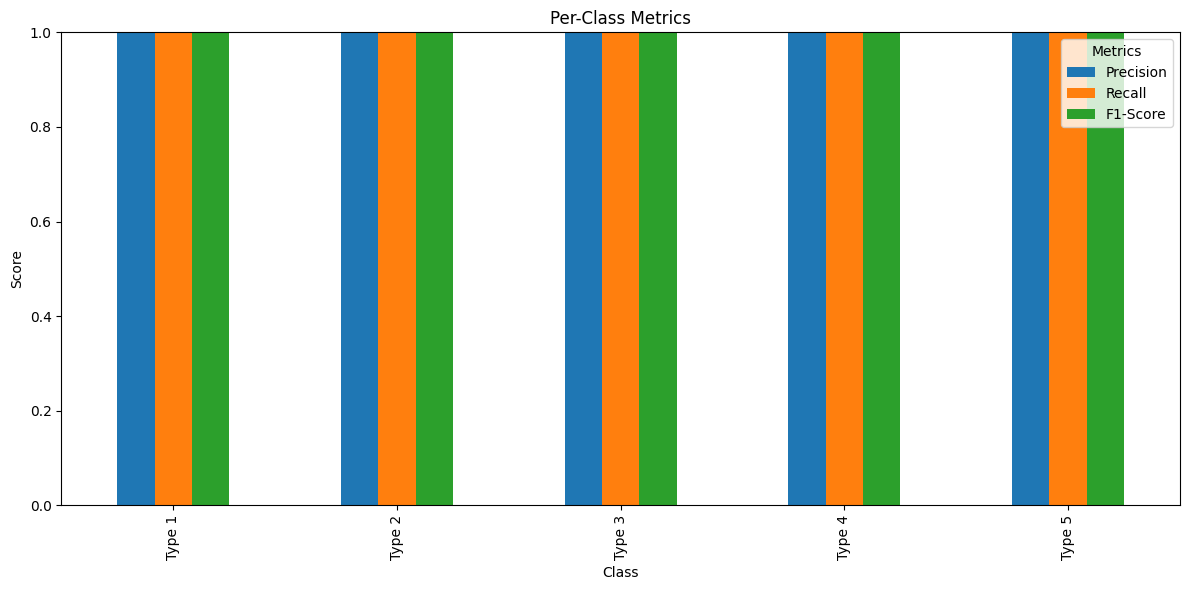 Per-Class Metrics
Metrics
Precision
Recall
F1-Score
Score
1.0
0.8
0.6
0.4
0.2
0.0
Type 1
Type 2
Type 3
Type 4
Type 5
Class